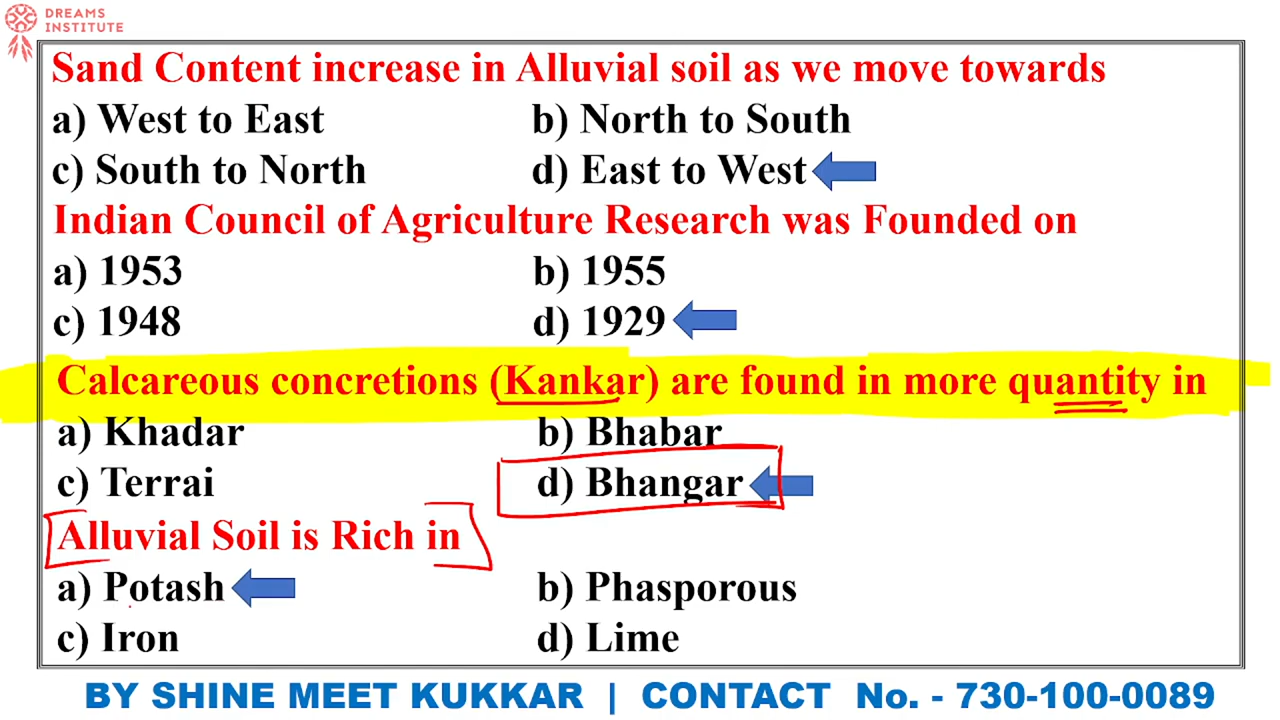 DREAMS
INSTITUTE
Sand Content increase in Alluvial soil as we move towards
a) West to East b) North to South
c) South to North d) East to West
Indian Council of Agriculture Research was Founded on
a) 1953 b) 1955
c) 1948 d) 1929
Calcareous concretions (Kankar) are found in more quantity in
a) Khadar b) Bhabar
c) Terrai d) Bhangar
Alluvial Soil is Rich in
a) Potash b) Phasporous
c) Iron d) Lime
BY SHINE MEET KUKKAR | CONTACT No. - 730-100-0089